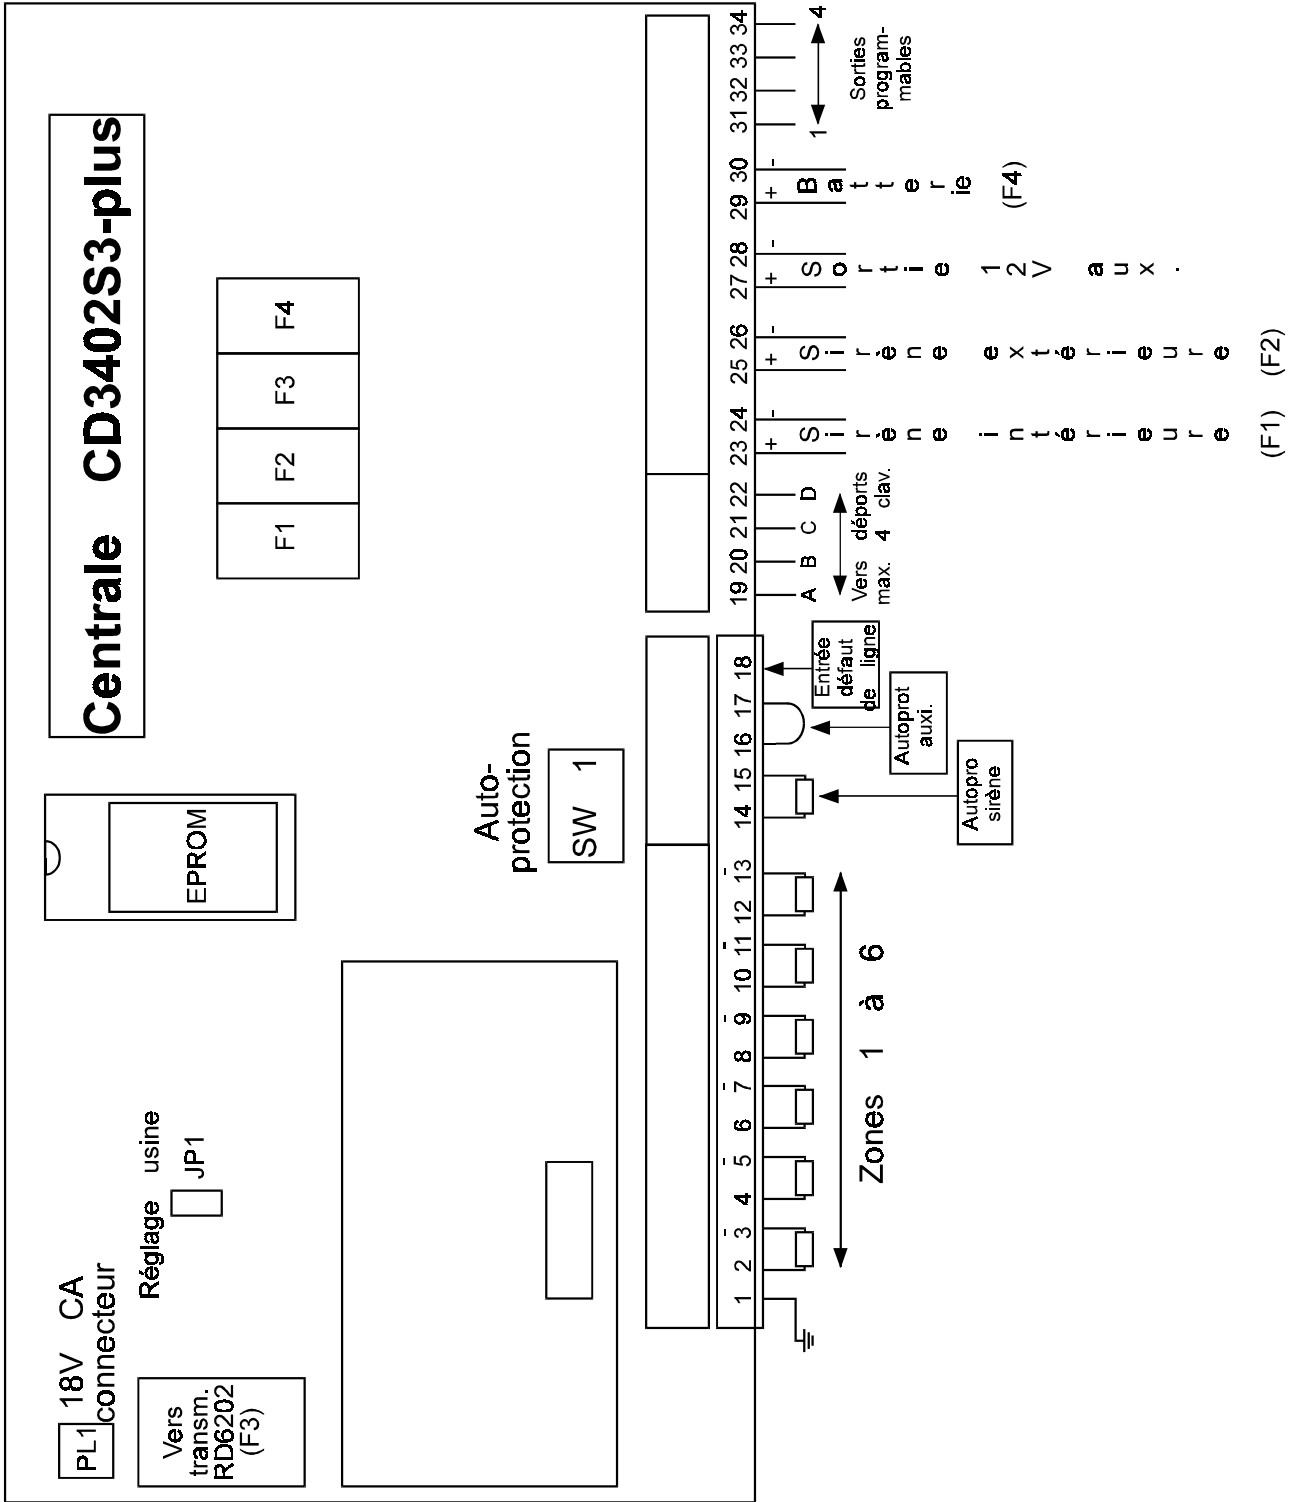 Centrale CD3402S3-plus
F1
F2
F3
F4
EPROM
Auto-
protection
SW 1
Réglage usine
JP1
PL1
18V CA
connecteur
Vers
transm.
RD6202
(F3)
1 2 3 4 5 6 7 8 9 10 11 12 13 14 15 16 17 18 19 20 21 22 23 24 25 26 27 28 29 30 31 32 33 34
- - - - - -
Zones 1 à 6
Autopro
sirène
Autoprot
auxi.
Entrée
défaut
de ligne
A B C D
Vers déports
max. 4 clav.
+ -
Sirène intérieure (F1)
+ -
Sirène extérieure (F2)
+ -
Sortie 12V aux.
+ -
Batterie (F4)
1 4
Sorties
program-
mables